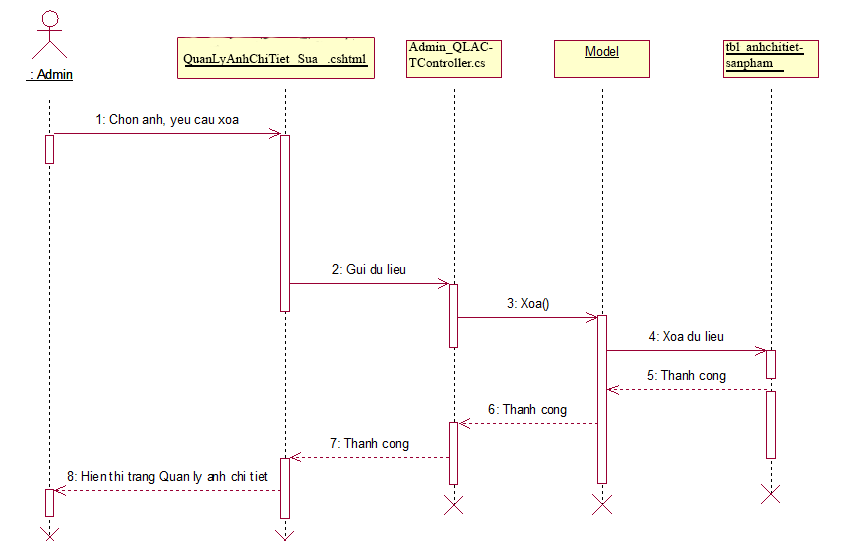 : Admin
QuanLyAnhChiTiet_Sua_.cshtml
Admin_QLAC-
TController.cs
Model
tbl_anhchitiet-
sanpham_
1: Chon anh, yeu cau xoa
2: Gui du lieu
3: Xoa()
4: Xoa du lieu
5: Thanh cong
6: Thanh cong
7: Thanh cong
8: Hien thi trang Quan ly anh chi tiet